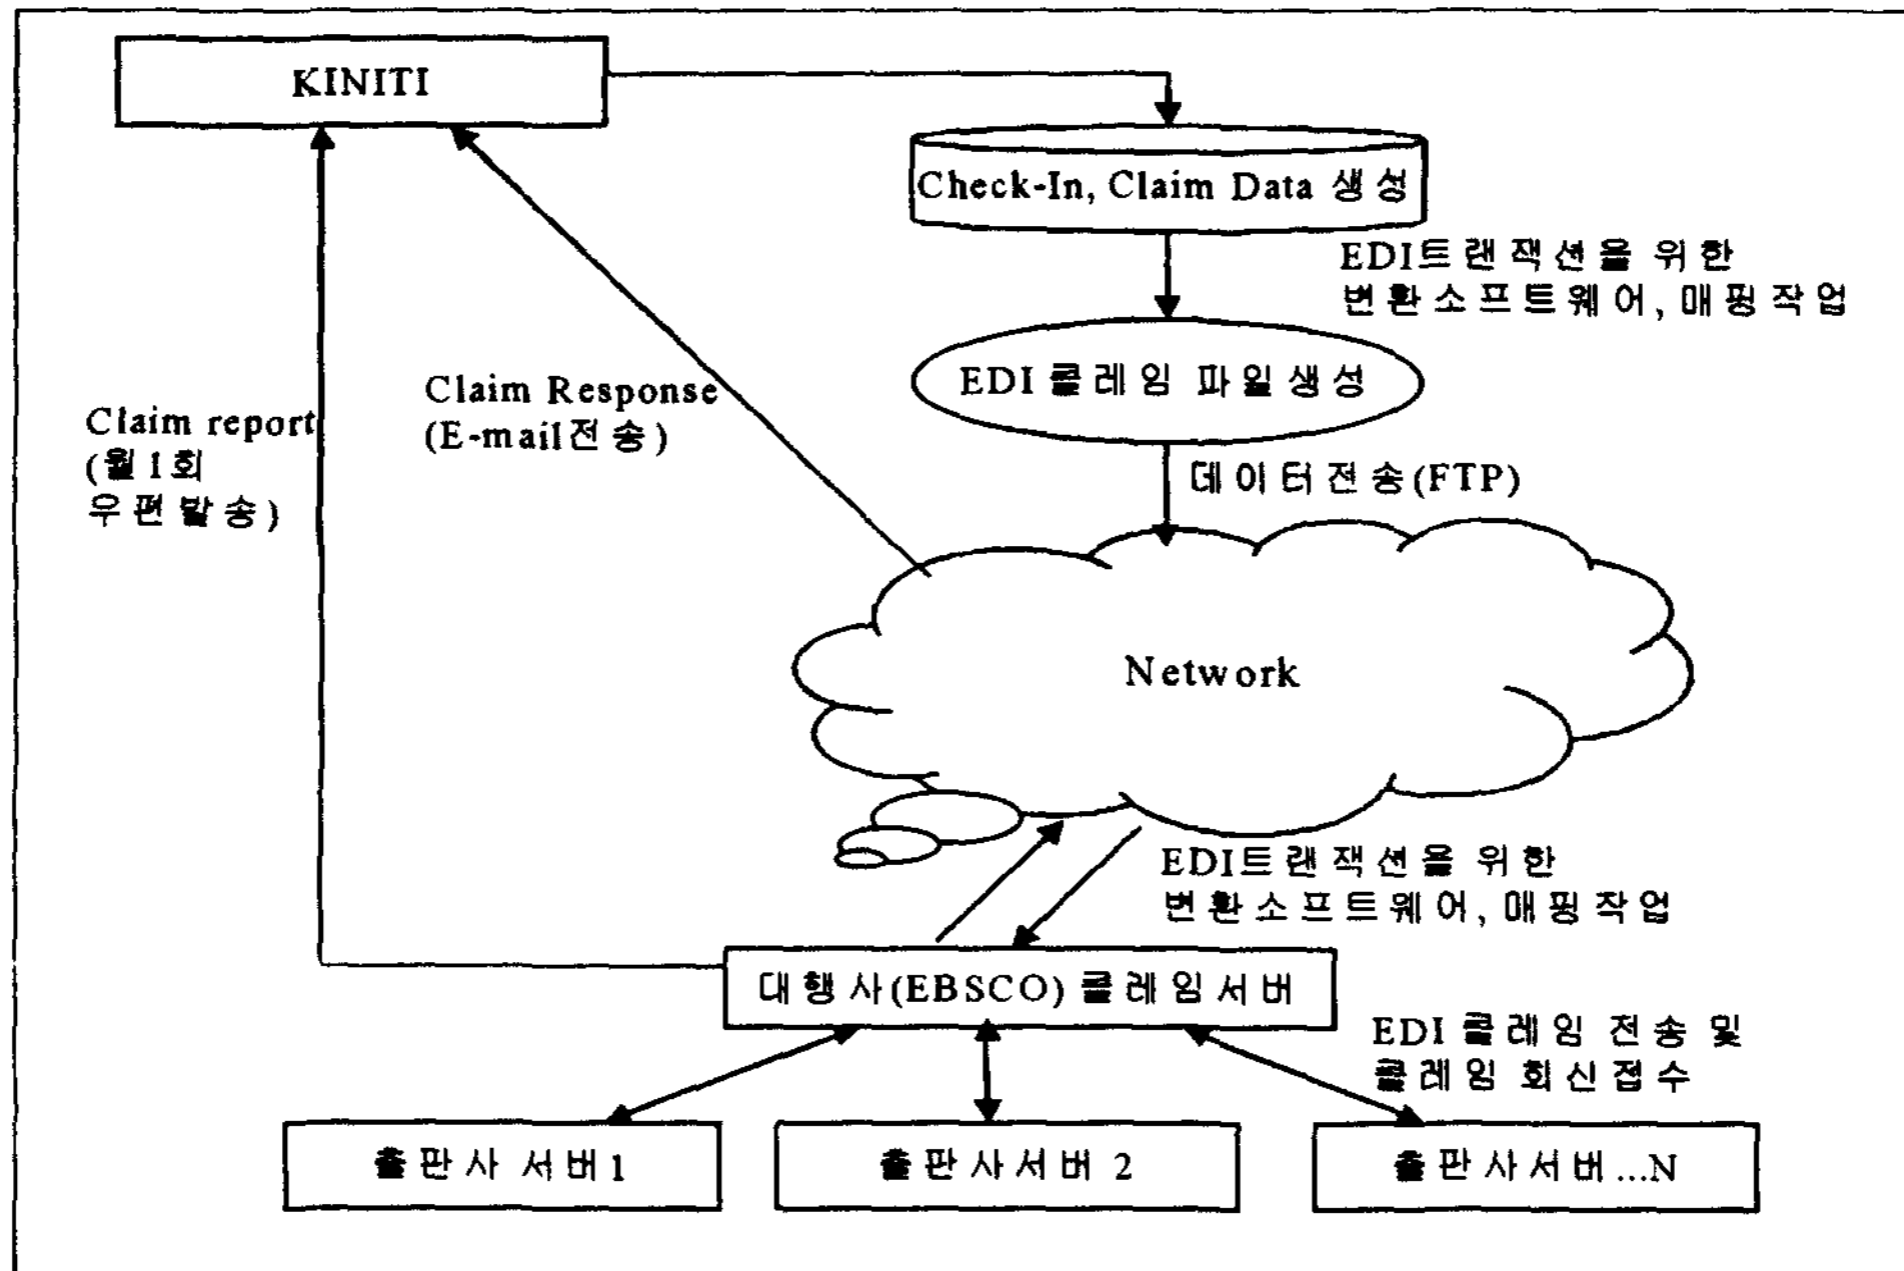 KINITI
Check-In, Claim Data 생성
EDI트랜잭션을 위한
변환소프트웨어, 매핑작업
EDI 클레임 파일생성
Claim Response
(E-mail전송)
Claim report
(월1회
우편발송)
데이터전송(FTP)
Network
EDI트랜잭션을 위한
변환소프트웨어, 매핑작업
대행사(EBSCO) 클레임서버
EDI 클레임 전송 및
클레임 회신접수
출판사 서버1
출판사서버 2
출판사서버...N